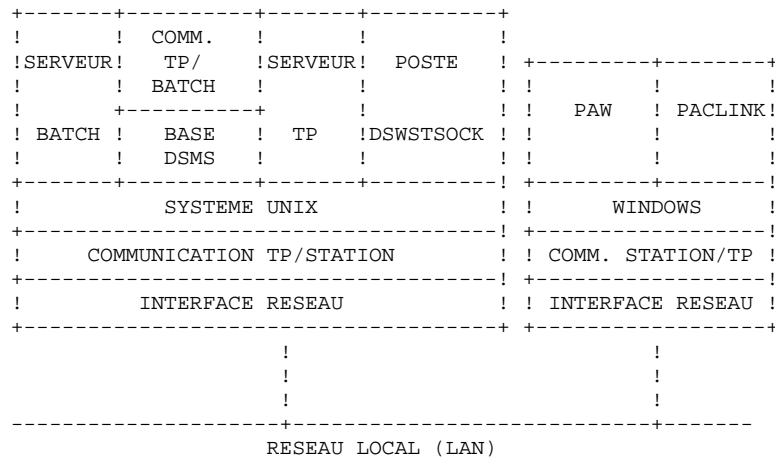 +-------+----------+-------+----------+
!       !  COMM.   !       !          !
!SERVEUR!   TP/    !SERVEUR!  POSTE   ! +---------+--------+
!       !  BATCH   !       !          ! !         !        !
!       +----------+       !          ! !   PAW   ! PACLINK!
! BATCH !   BASE   !  TP   !DSWSTSOCK ! !         !        !
!       !   DSMS   !       !          ! !         !        !
+-------+----------+-------+----------! +---------+--------!
!           SYSTEME UNIX              ! !      WINDOWS     !
+-------------------------------------! +------------------!
!     COMMUNICATION TP/STATION        ! ! COMM. STATION/TP !
+-------------------------------------! +------------------!
!         INTERFACE RESEAU            ! ! INTERFACE RESEAU !
+-------------------------------------+ +------------------+
                     !                            !
                     !                            !
                     !                            !
---------------------+----------------------------+-------
                    RESEAU LOCAL (LAN)